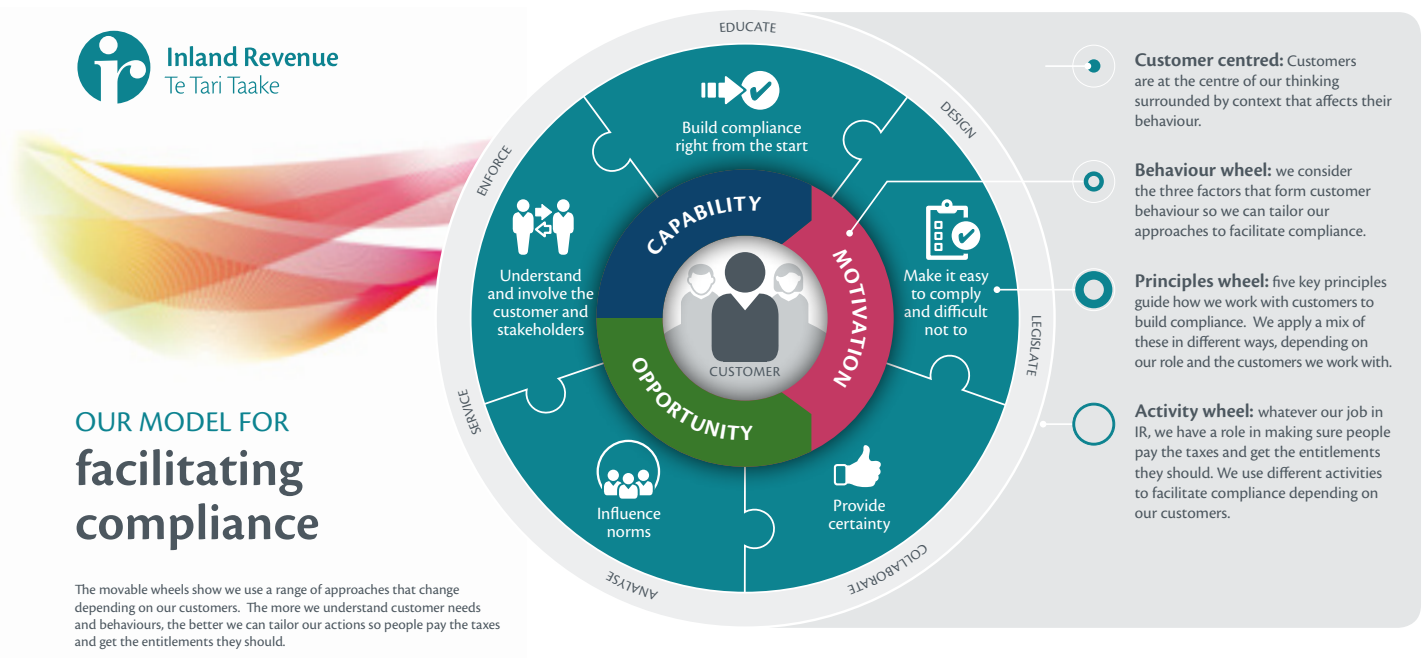 Inland Revenue
Te Tari Taake
OUR MODEL FOR
facilitating
compliance
The movable wheels show we use a range of approaches that change
depending on our customers.  The more we understand customer needs
and behaviours, the better we can tailor our actions so people pay the taxes
and get the entitlements they should.
EDUCATE
DESIGN
LEGISLATE
COLLABORATE
ANALYSE
SERVICE
ENFORCE
Build compliance
right from the start
Make it easy
to comply
and difficult
not to
Provide
certainty
Influence
norms
Understand
and involve the
customer and
stakeholders
CAPABILITY
MOTIVATION
OPPORTUNITY
CUSTOMER
Customer centred: Customers
are at the centre of our thinking
surrounded by context that affects their
behaviour.
Behaviour wheel: we consider
the three factors that form customer
behaviour so we can tailor our
approaches to facilitate compliance.
Principles wheel: five key principles
guide how we work with customers to
build compliance.  We apply a mix of
these in different ways, depending on
our role and the customers we work with.
Activity wheel: whatever our job in
IR, we have a role in making sure people
pay the taxes and get the entitlements
they should. We use different activities
to facilitate compliance depending on
our customers.